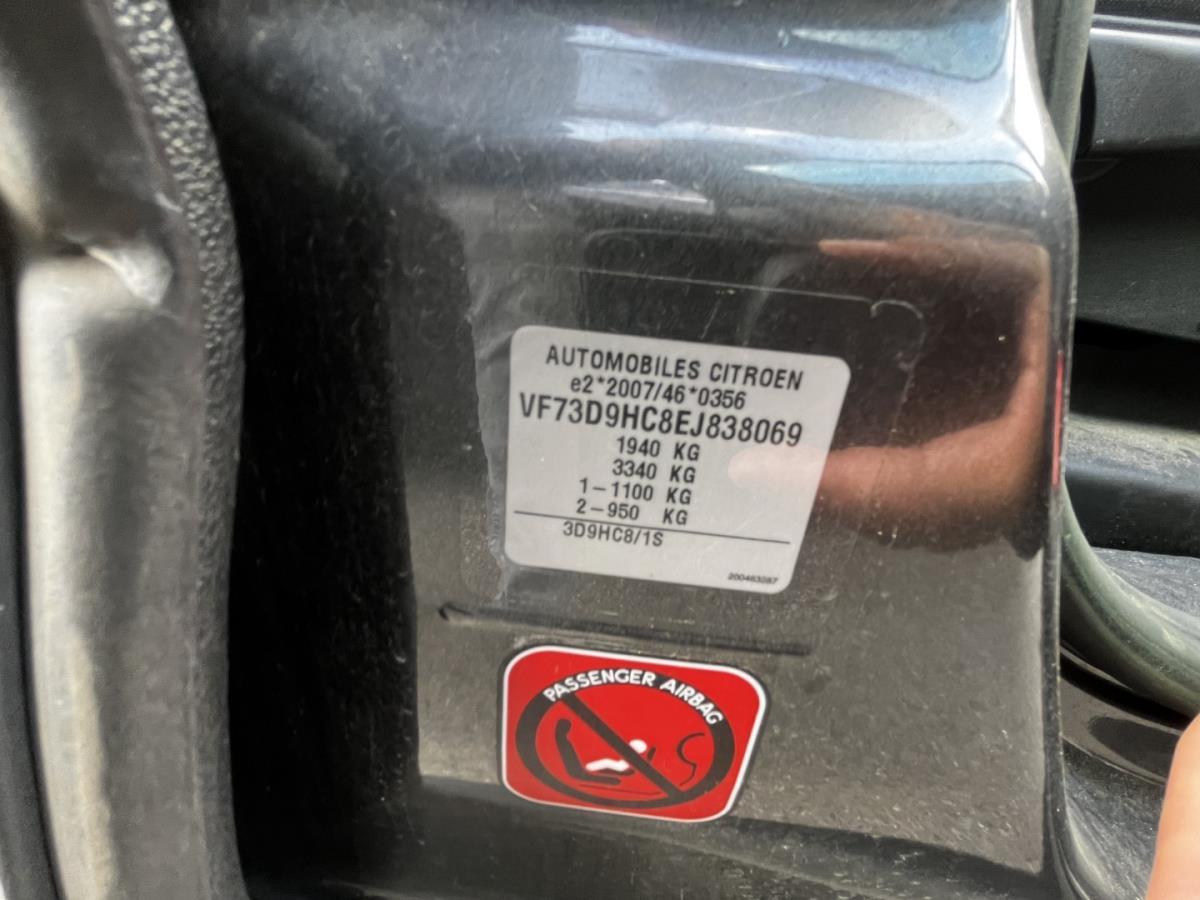 AUTOMOBILES CITROEN
e2*2007/46*0356
VF73D9HC8EJ838069
1940 KG
3340 KG
1-1100 KG
2-950 KG
3D9HC8/1S
200463287
PASSENGER AIRBAG